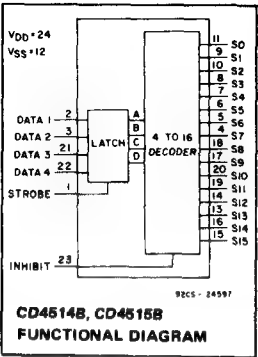 VDD=24
VSS=12
DATA 1 2
DATA 2 3
DATA 3 21
DATA 4 22
STROBE 1
INHIBIT 23
LATCH
A
B
C
D
4 TO 16
DECODER
11 S0
9 S1
10 S2
8 S3
7 S4
6 S5
5 S6
4 S7
18 S8
17 S9
20 S10
19 S11
14 S12
13 S13
16 S14
15 S15
92CS-24597
CD4514B, CD4515B
FUNCTIONAL DIAGRAM